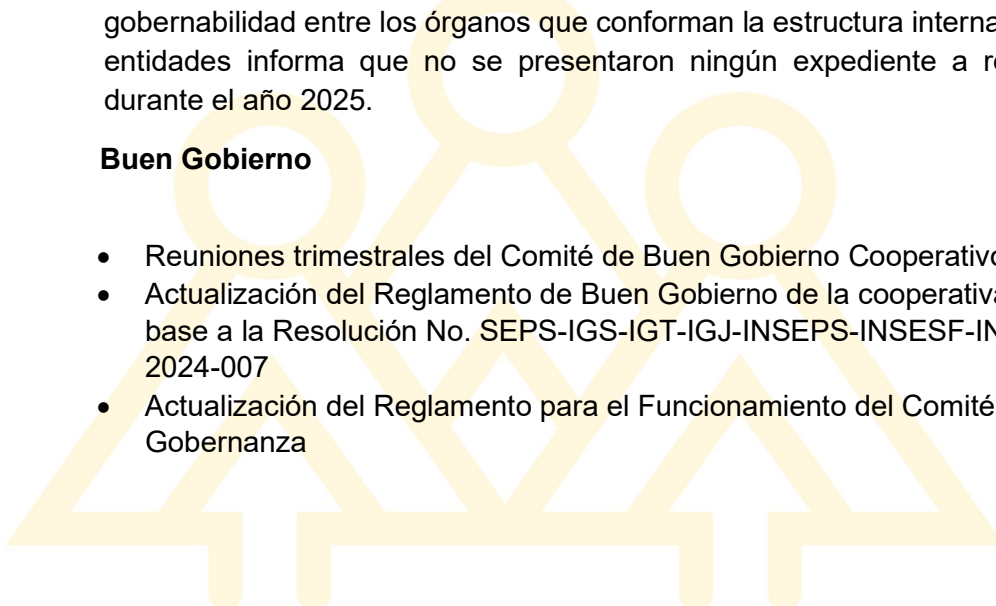 gobernabilidad entre los órganos que conforman la estructura interna
entidades informa que no se presentaron ningún expediente a
durante el año 2025.
Buen Gobierno
• Reuniones trimestrales del Comité de Buen Gobierno Cooperativo
• Actualización del Reglamento de Buen Gobierno de la cooperativa
base a la Resolución No. SEPS-IGS-IGT-IGJ-INSEPS-INSESF-IN
2024-007
• Actualización del Reglamento para el Funcionamiento del Comité
Gobernanza